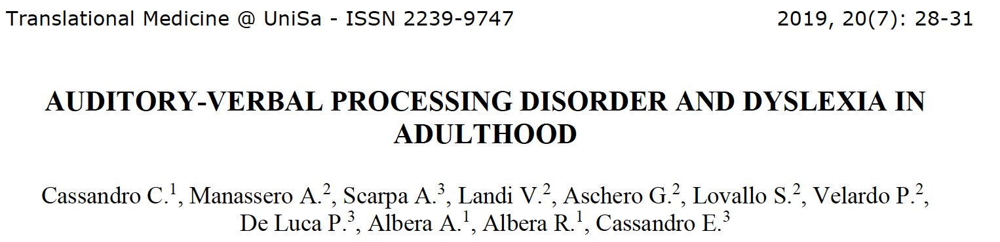 Translational Medicine @ UniSa - ISSN 2239-9747 2019, 20(7): 28-31
AUDITORY-VERBAL PROCESSING DISORDER AND DYSLEXIA IN
ADULTHOOD
Cassandro C.¹, Manassero A.², Scarpa A.³, Landi V.², Aschero G.², Lovallo S.², Velardo P.²,
De Luca P.³, Albera A.¹, Albera R.¹, Cassandro E.³